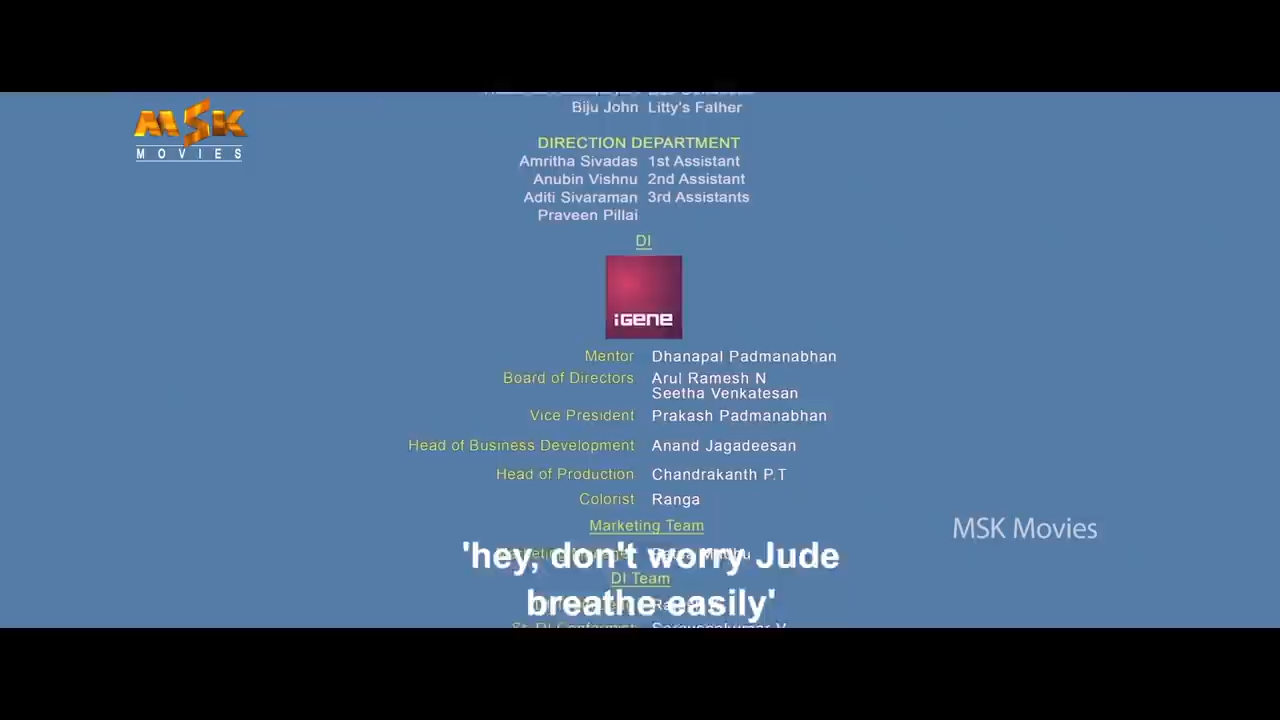 MSK
MOVIES
Biju John Litty's Father
DIRECTION DEPARTMENT
Amritha Sivadas 1st Assistant
Anubin Vishnu 2nd Assistant
Aditi Sivaraman 3rd Assistants
Praveen Pillai
DI
iGENE
Mentor Dhanapal Padmanabhan
Board of Directors Arul Ramesh N
Seetha Venkatesan
Vice President Prakash Padmanabhan
Head of Business Development Anand Jagadeesan
Head of Production Chandrakanth P.T
Colorist Ranga
Marketing Team
MSK Movies
'hey, don't worry Jude
DI Team
breathe easily'